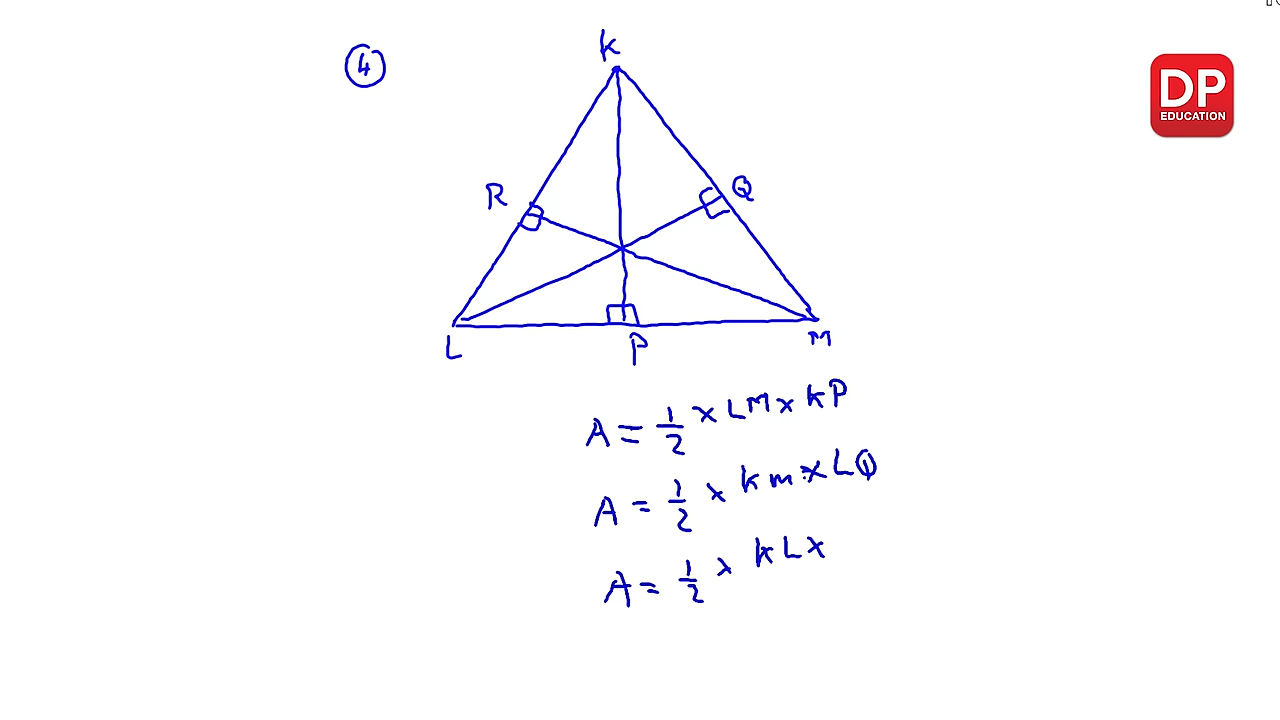 4
K
DP
EDUCATION
R
Q
L
P
M
A = 1/2 × LM × KP
A = 1/2 × Km × LQ
A = 1/2 × KL ×